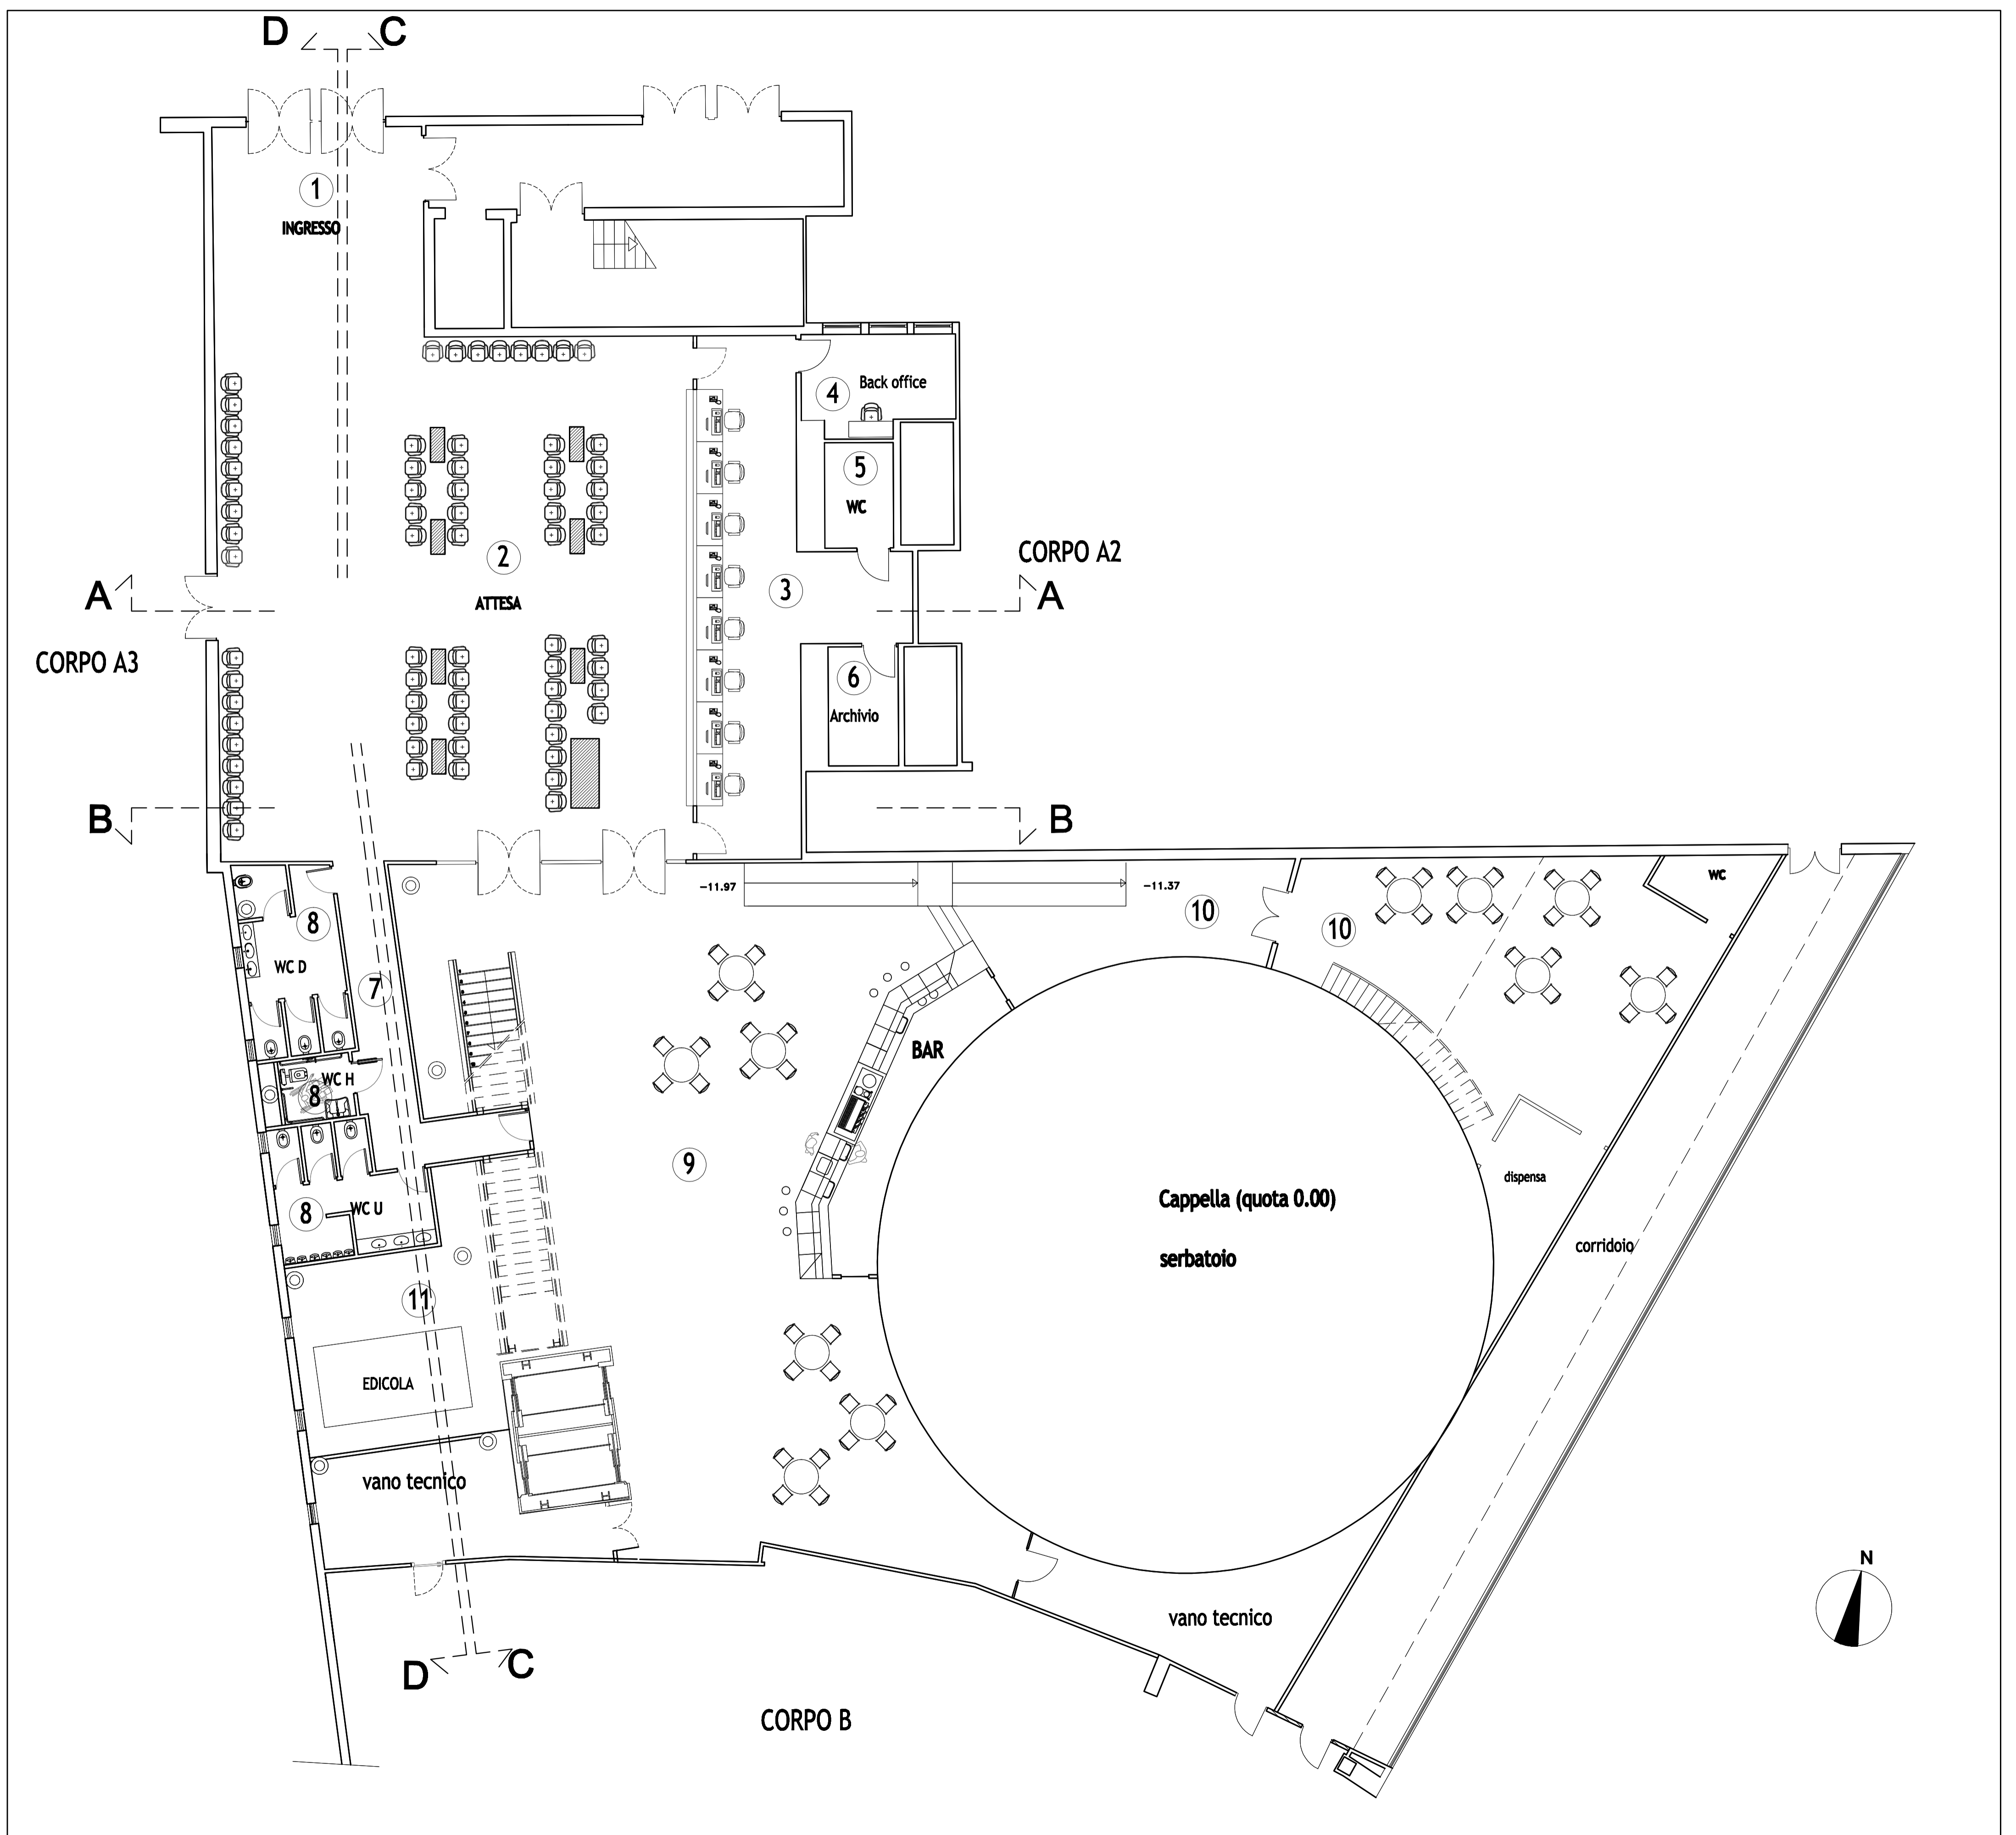 D C
1
INGRESSO
4 Back office
5
WC
2
ATTESA
3
CORPO A2
A A
CORPO A3
6
Archivio
B B
-11.97
-11.37
10
10
WC
8
WC D
7
BAR
WC H
8
9
8
WC U
Cappella (quota 0.00)
serbatoio
dispensa
corridoio
11
EDICOLA
vano tecnico
N
vano tecnico
D C
CORPO B